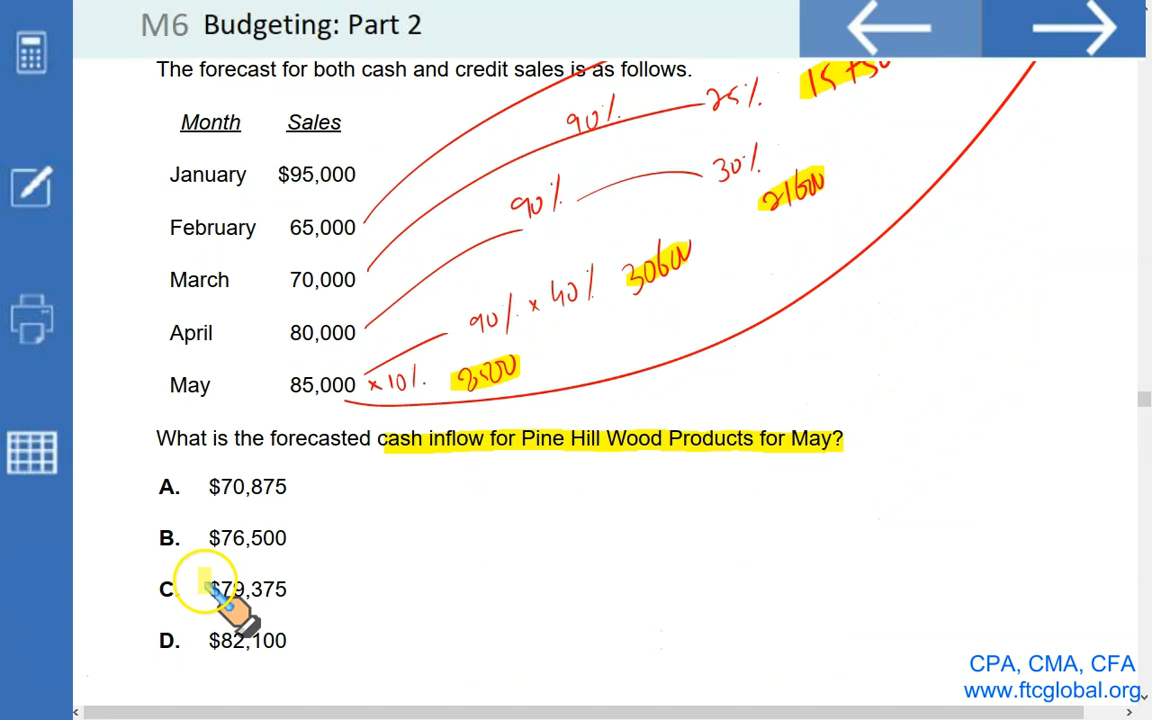 M6 Budgeting: Part 2
The forecast for both cash and credit sales is as follows.
Month Sales
January $95,000
February 65,000
March 70,000
April 80,000
May 85,000
90%
25%
15750
90%
30%
21600
90% × 40%
30600
× 10%
8500
What is the forecasted cash inflow for Pine Hill Wood Products for May?
A. $70,875
B. $76,500
C. $79,375
D. $82,100
CPA, CMA, CFA
www.ftcglobal.org